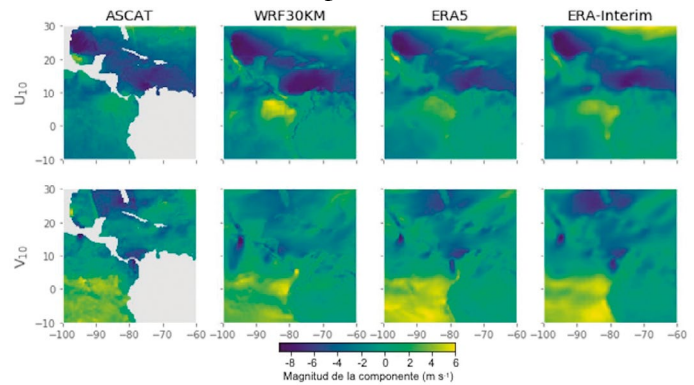 ASCAT WRF30KM ERA5 ERA-Interim
30
20
10
0
−10
U₁₀
30
20
10
0
−10
V₁₀
−100 −90 −80 −70 −60 −100 −90 −80 −70 −60 −100 −90 −80 −70 −60 −100 −90 −80 −70 −60
-8 -6 -4 -2 0 2 4 6
Magnitud de la componente (m s⁻¹)